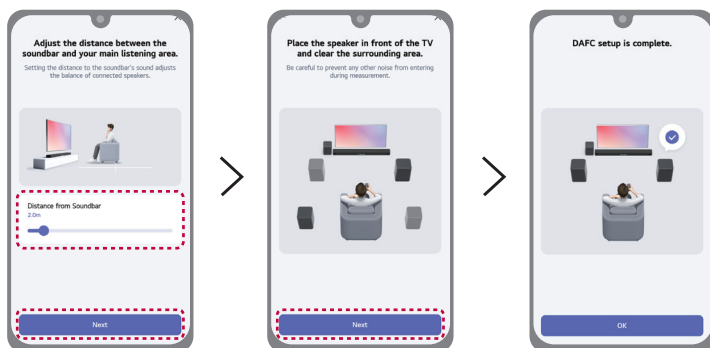 Adjust the distance between the
soundbar and your main listening area.
Setting the distance to the soundbar's sound adjusts
the balance of connected speakers.
Distance from Soundbar
2.0m
Next
Place the speaker in front of the TV
and clear the surrounding area.
Be careful to prevent any other noise from entering
during measurement.
Next
DAFC setup is complete.
OK